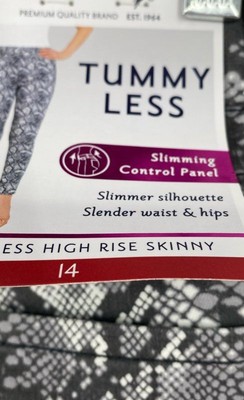 PREMIUM QUALITY BRAND EST. 1964
TUMMY
LESS
Slimming
Control Panel
Slimmer silhouette
Slender waist & hips
ESS HIGH RISE SKINNY
14